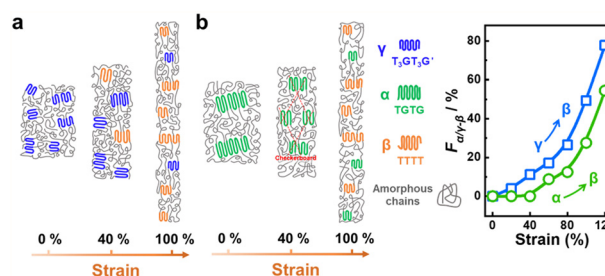 a
b
γ
T₃GT₃G'
α
TGTG
β
TTTT
Amorphous
chains
Checkerboard
0 %
40 %
100 %
Strain
0 %
40 %
100 %
Strain
Fα/γ-β / %
80
60
40
20
0
γ
β
α
β
0
40
80
12
Strain (%)